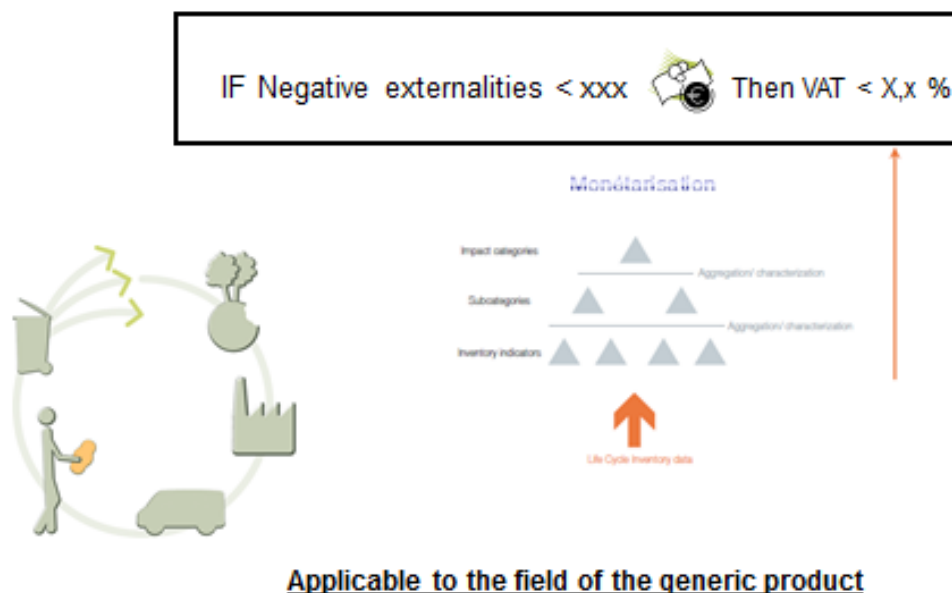 IF Negative externalities < xxx € Then VAT < X,x %
Monétarisation
Impact categories
Aggregation/ characterization
Subcategories
Aggregation/ characterization
Inventory indicators
Life Cycle Inventory data
Applicable to the field of the generic product